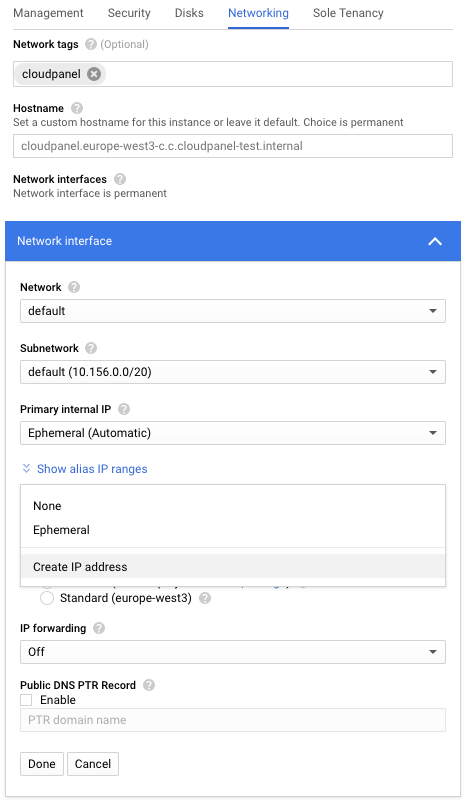 Management Security Disks Networking Sole Tenancy
Network tags ? (Optional)
cloudpanel
Hostname ?
Set a custom hostname for this instance or leave it default. Choice is permanent
cloudpanel.europe-west3-c.c.cloudpanel-test.internal
Network interfaces ?
Network interface is permanent
Network interface
Network ?
default
Subnetwork ?
default (10.156.0.0/20)
Primary internal IP ?
Ephemeral (Automatic)
Show alias IP ranges
None
Ephemeral
Create IP address
Standard (europe-west3) ?
IP forwarding ?
Off
Public DNS PTR Record ?
Enable
PTR domain name
Done Cancel